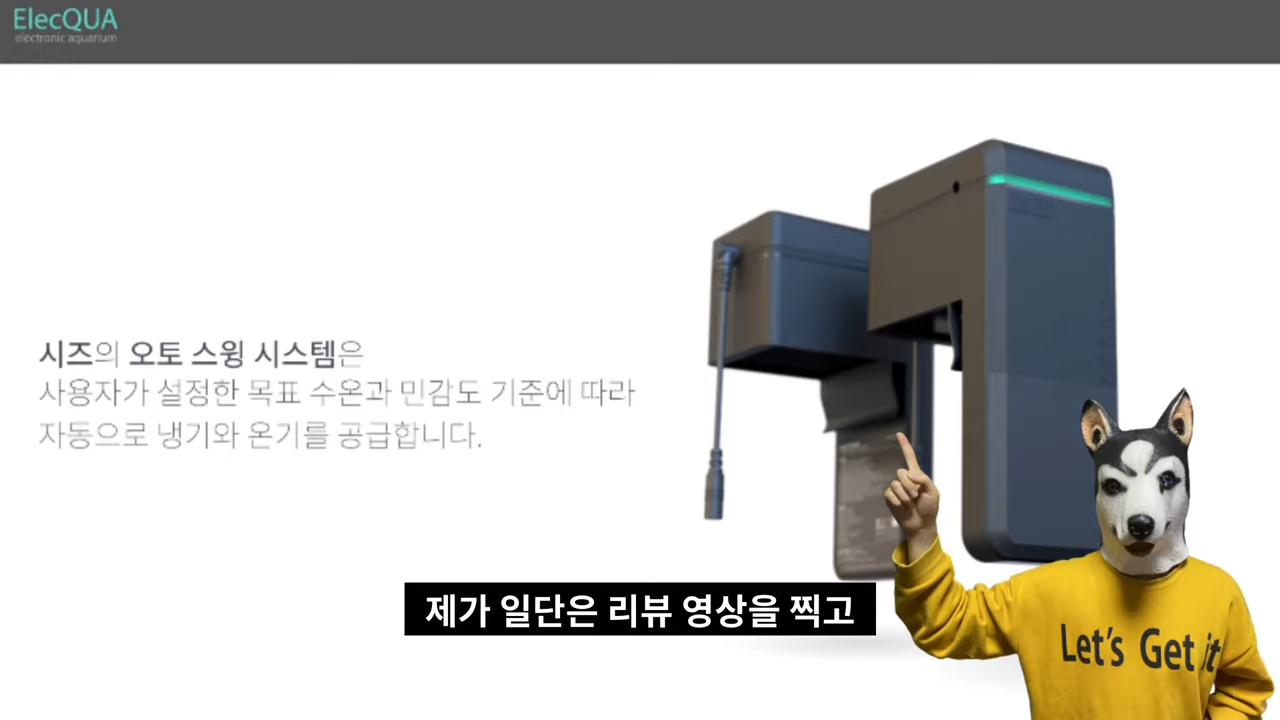 ElecQUA
electronic aquarium
시즈의 오토 스윙 시스템은
사용자가 설정한 목표 수온과 민감도 기준에 따라
자동으로 냉기와 온기를 공급합니다.
제가 일단은 리뷰 영상을 찍고
Let's Get it